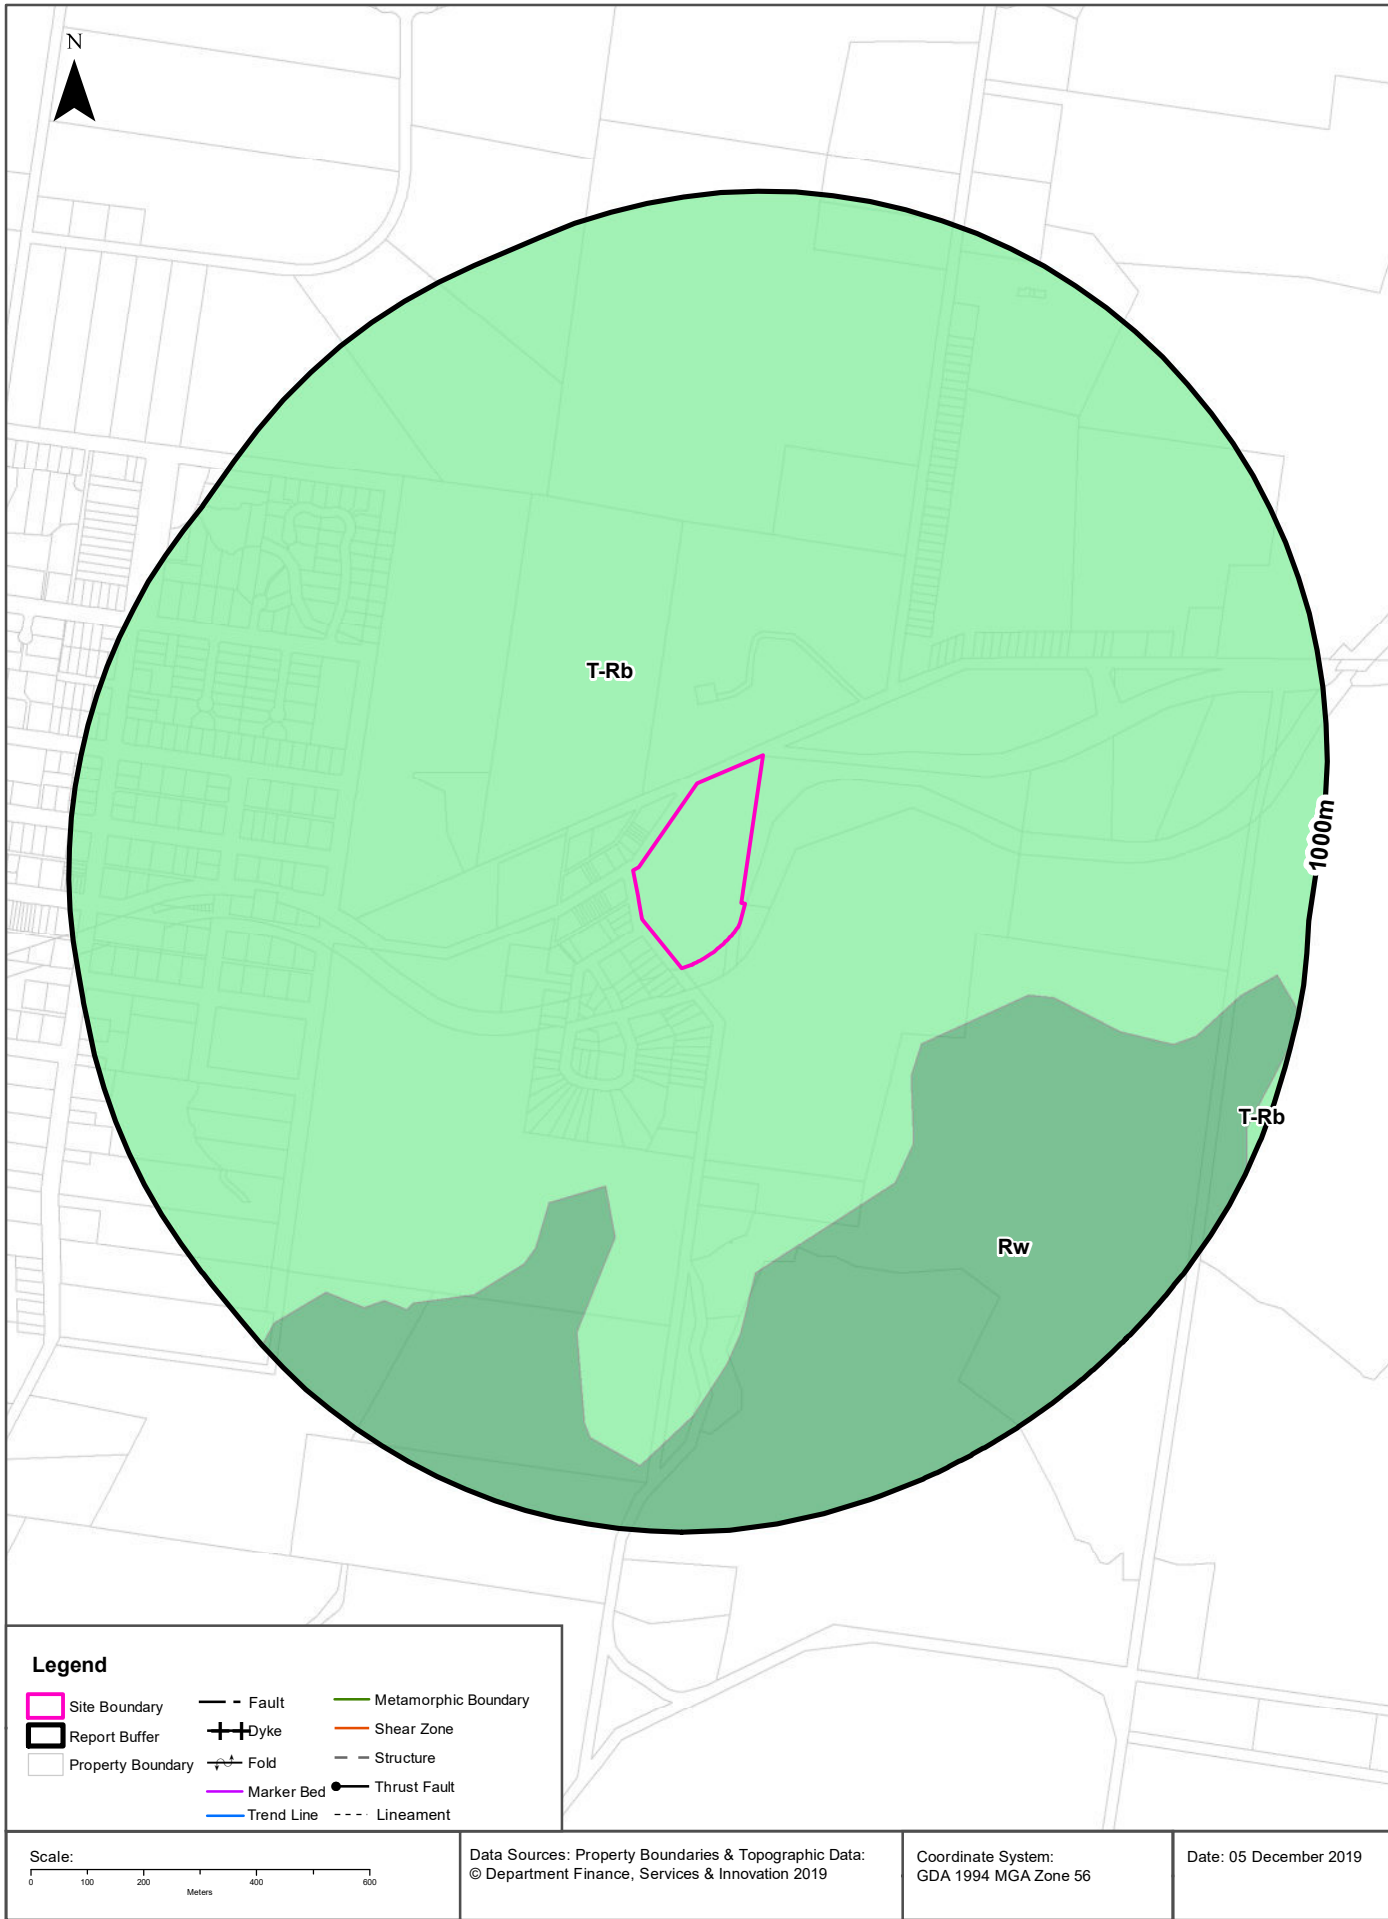 N
T-Rb
1000m
T-Rb
Rw
Legend
Site Boundary
Report Buffer
Property Boundary
Fault
Dyke
Fold
Marker Bed
Trend Line
Metamorphic Boundary
Shear Zone
Structure
Thrust Fault
Lineament
Scale:
0 100 200 400 600
Meters
Data Sources: Property Boundaries & Topographic Data:
© Department Finance, Services & Innovation 2019
Coordinate System:
GDA 1994 MGA Zone 56
Date: 05 December 2019